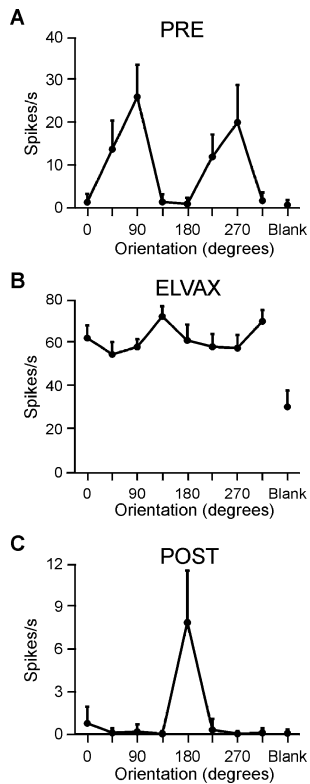 A
PRE
40
30
20
10
0
Spikes/s
0 90 180 270 Blank
Orientation (degrees)
B
ELVAX
80
60
40
20
0
Spikes/s
0 90 180 270 Blank
Orientation (degrees)
C
POST
12
9
6
3
0
Spikes/s
0 90 180 270 Blank
Orientation (degrees)